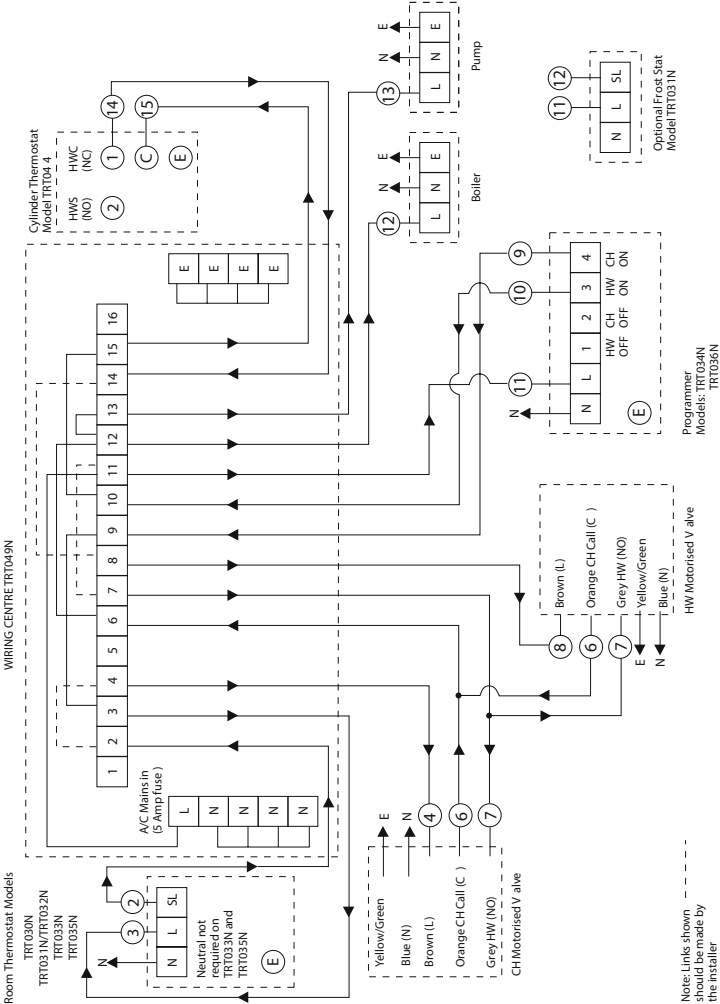 WIRING CENTRE TRT049N
Room Thermostat Models
TRT030N
TRT031N/TRT032N
TRT033N
TRT035N
N
3
2
N L SL
Neutral not
required on
TRT033N and
TRT035N
E
A/C Mains in
(5 Amp fuse )
L N N N N
1 2 3 4 5 6 7 8 9 10 11 12 13 14 15 16
E E E E
Cylinder Thermostat
Model TRT04 4
HWS
(NO)
HWC
(NC)
2
1
C
E
14
15
13
N
E
L N E
Pump
12
N
E
L N E
Boiler
11
12
N L SL
Optional Frost Stat
Model TRT031N
N
11
10
9
N L 1 2 3 4
HW
OFF
CH
OFF
HW
ON
CH
ON
E
Programmer
Models: TRT034N
TRT036N
8
6
7
E
N
Brown (L)
Orange CH Call (C )
Grey HW (NO)
Yellow/Green
Blue (N)
HW Motorised V alve
E
N
4
6
7
Yellow/Green
Blue (N)
Brown (L)
Orange CH Call (C )
Grey HW (NO)
CH Motorised V alve
Note: Links shown
should be made by
the installer